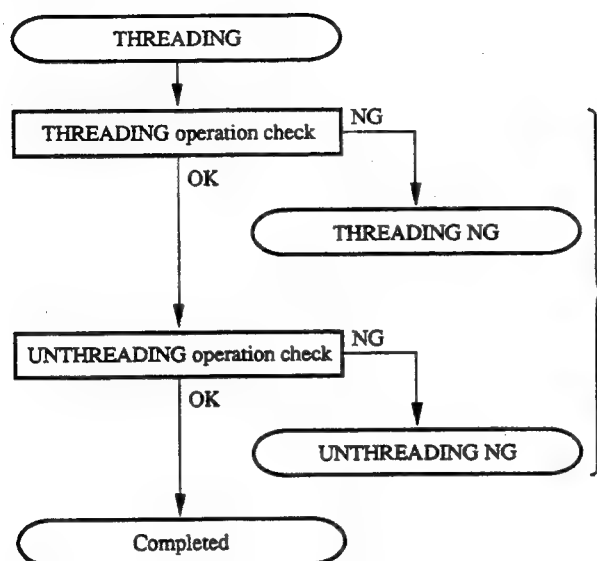 THREADING
THREADING operation check
NG
OK
THREADING NG
UNTHREADING operation check
NG
OK
UNTHREADING NG
Completed